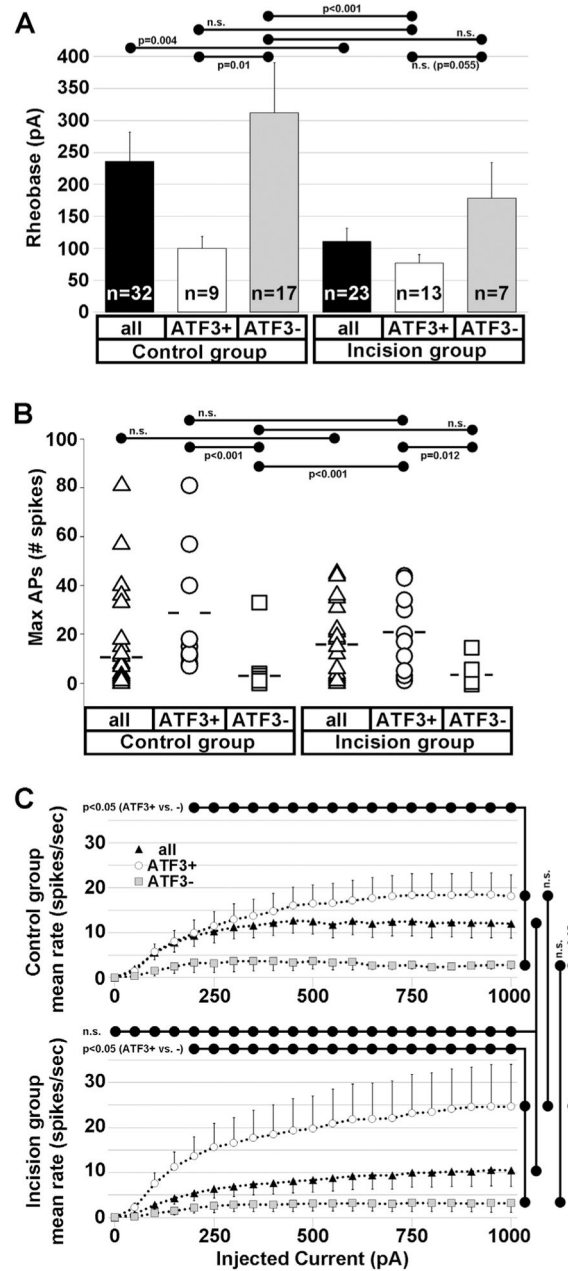 A
p<0.001
n.s.
p=0.004
n.s.
p=0.01
n.s. (p=0.055)
Rheobase (pA)
400
350
300
250
200
150
100
50
0
n=32
n=9
n=17
n=23
n=13
n=7
all ATF3+ ATF3- all ATF3+ ATF3-
Control group Incision group
B
n.s.
n.s.
n.s.
p<0.001
p=0.012
p<0.001
Max APs (# spikes)
100
80
60
40
20
0
all ATF3+ ATF3- all ATF3+ ATF3-
Control group Incision group
C
p<0.05 (ATF3+ vs. -)
all
ATF3+
ATF3-
Control group
mean rate (spikes/sec)
30
20
10
0
0 250 500 750 1000
n.s.
n.s.
n.s.
p<0.05 (ATF3+ vs. -)
Incision group
mean rate (spikes/sec)
30
20
10
0
0 250 500 750 1000
Injected Current (pA)